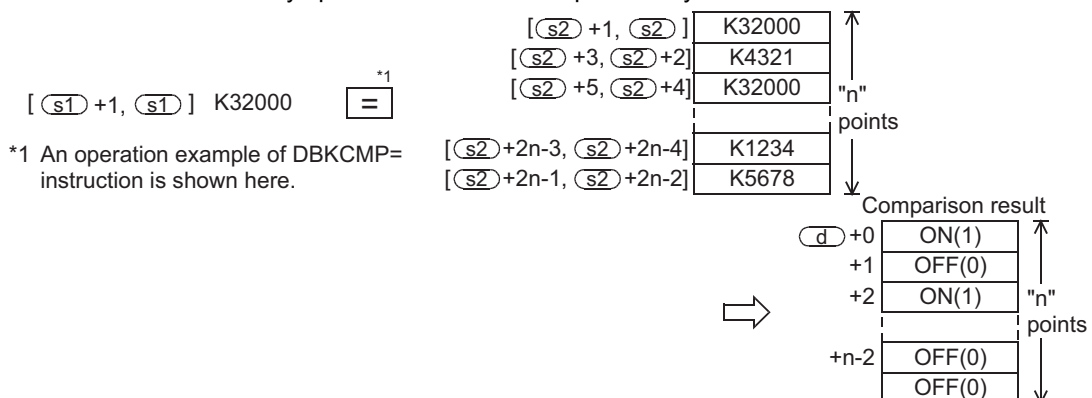 [ s2 +1, s2 ] K32000
[ s2 +3, s2 +2] K4321
[ s2 +5, s2 +4] K32000
"n"
points
[ s1 +1, s1 ] K32000 = *1
*1 An operation example of DBKCMP=
instruction is shown here.
[ s2 +2n-3, s2 +2n-4] K1234
[ s2 +2n-1, s2 +2n-2] K5678
Comparison result
d +0 ON(1)
+1 OFF(0)
+2 ON(1)
"n"
points
+n-2 OFF(0)
OFF(0)